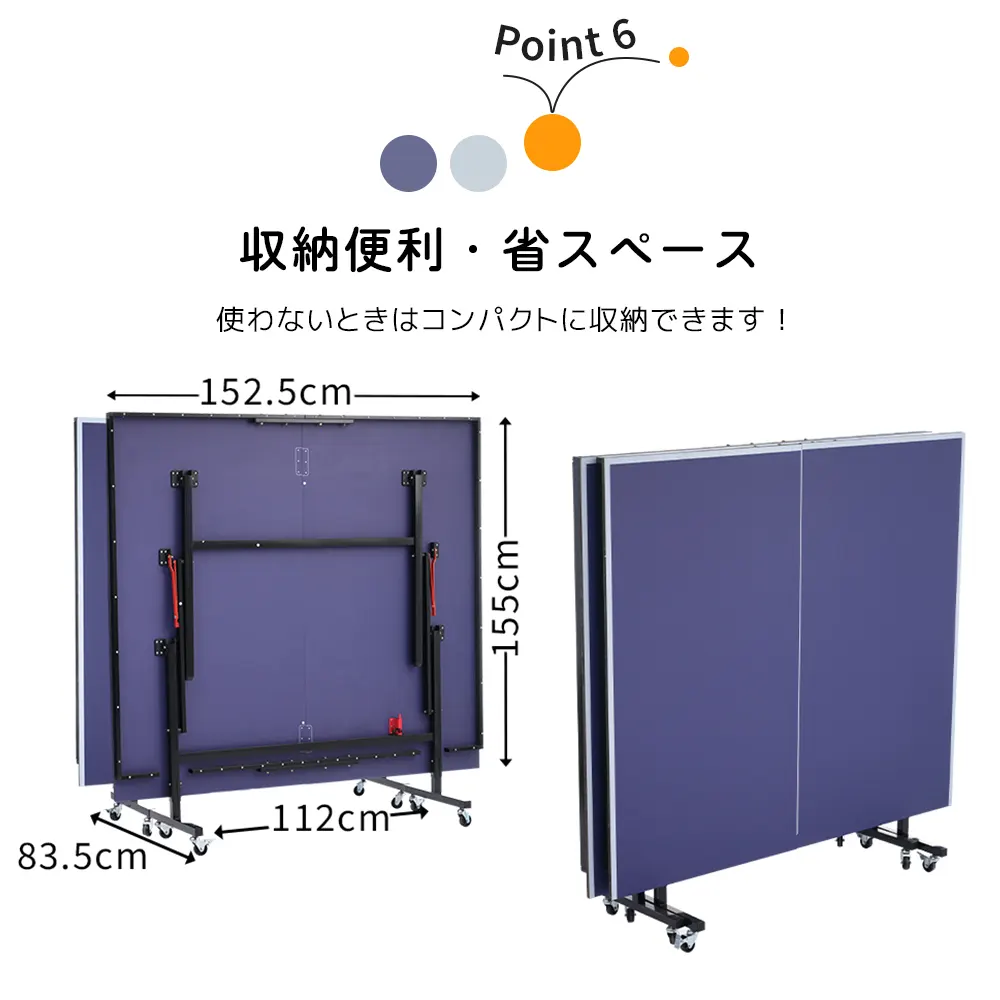 Point 6
収納便利・省スペース
使わないときはコンパクトに収納できます！
152.5cm
155cm
112cm
83.5cm